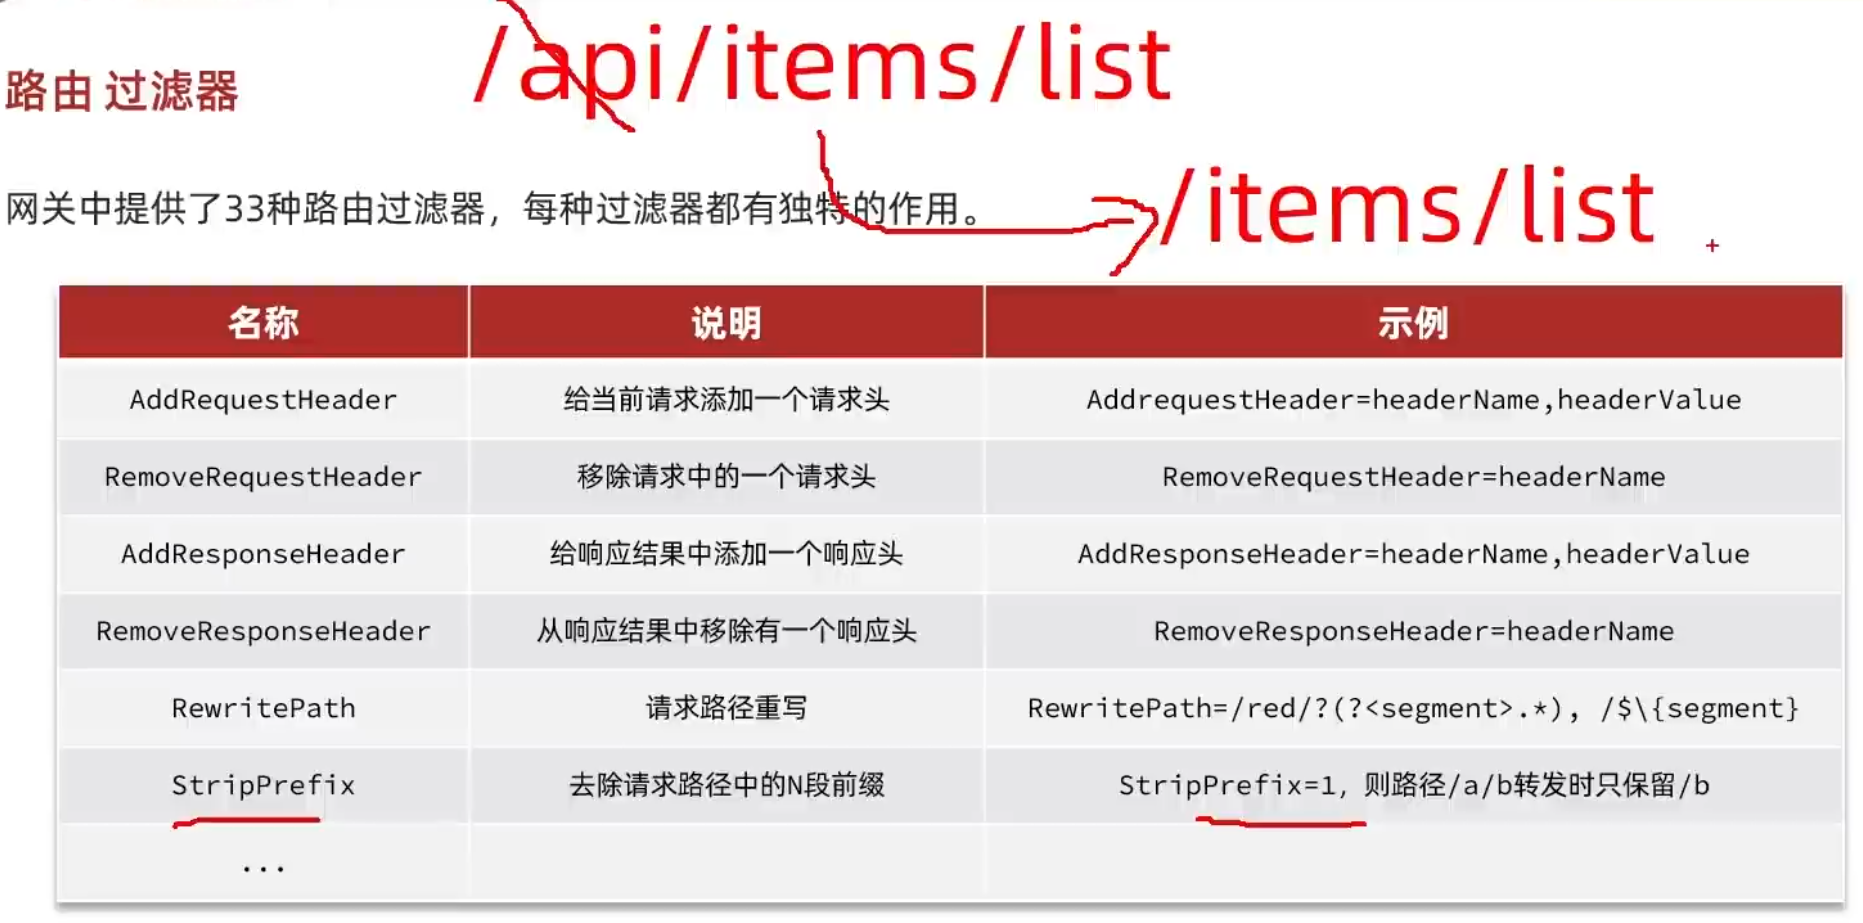 /api/items/list
路由 过滤器
/items/list
网关中提供了33种路由过滤器，每种过滤器都有独特的作用。
名称 说明 示例
AddRequestHeader 给当前请求添加一个请求头 AddrequestHeader=headerName,headerValue
RemoveRequestHeader 移除请求中的一个请求头 RemoveRequestHeader=headerName
AddResponseHeader 给响应结果中添加一个响应头 AddResponseHeader=headerName,headerValue
RemoveResponseHeader 从响应结果中移除有一个响应头 RemoveResponseHeader=headerName
RewritePath 请求路径重写 RewritePath=/red/?(?<segment>.*), /$\{segment}
StripPrefix 去除请求路径中的N段前缀 StripPrefix=1，则路径/a/b转发时只保留/b
...